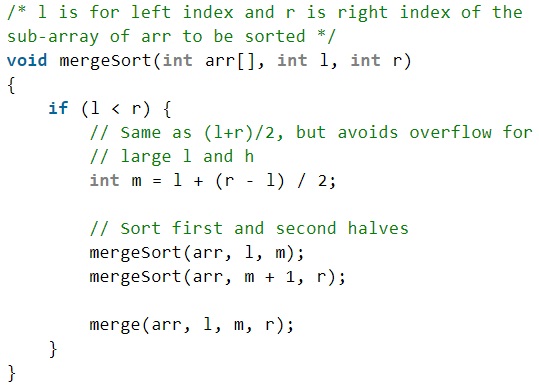 /* l is for left index and r is right index of the
sub-array of arr to be sorted */
void mergeSort(int arr[], int l, int r)
{
    if (l < r) {
        // Same as (l+r)/2, but avoids overflow for
        // large l and h
        int m = l + (r - l) / 2;

        // Sort first and second halves
        mergeSort(arr, l, m);
        mergeSort(arr, m + 1, r);

        merge(arr, l, m, r);
    }
}